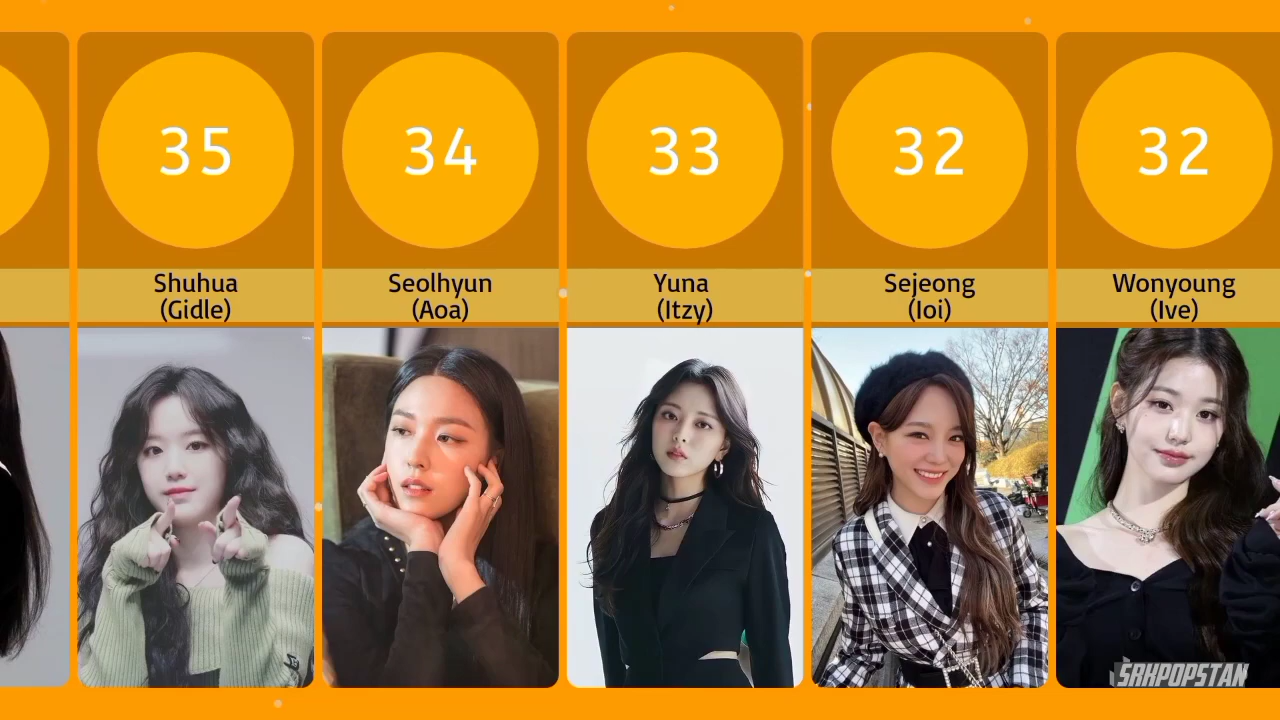 35
Shuhua
(Gidle)
34
Seolhyun
(Aoa)
33
Yuna
(Itzy)
32
Sejeong
(Ioi)
32
Wonyoung
(Ive)
SRKPOPSTAN